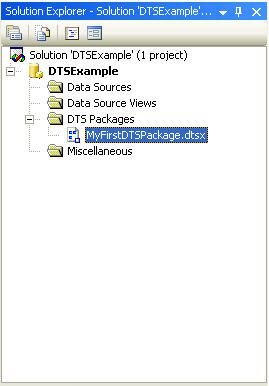 Solution Explorer - Solution 'DTSExample'...
Solution 'DTSExample' (1 project)
DTSExample
Data Sources
Data Source Views
DTS Packages
MyFirstDTSPackage.dtsx
Miscellaneous